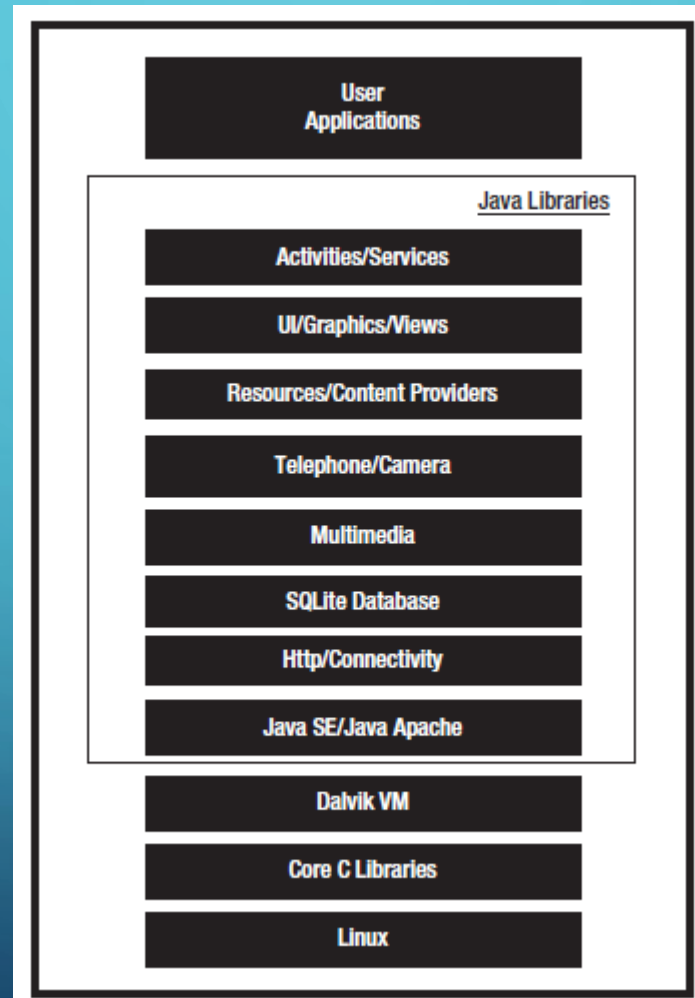 User
Applications
Java Libraries
Activities/Services
UI/Graphics/Views
Resources/Content Providers
Telephone/Camera
Multimedia
SQLite Database
Http/Connectivity
Java SE/Java Apache
Dalvik VM
Core C Libraries
Linux